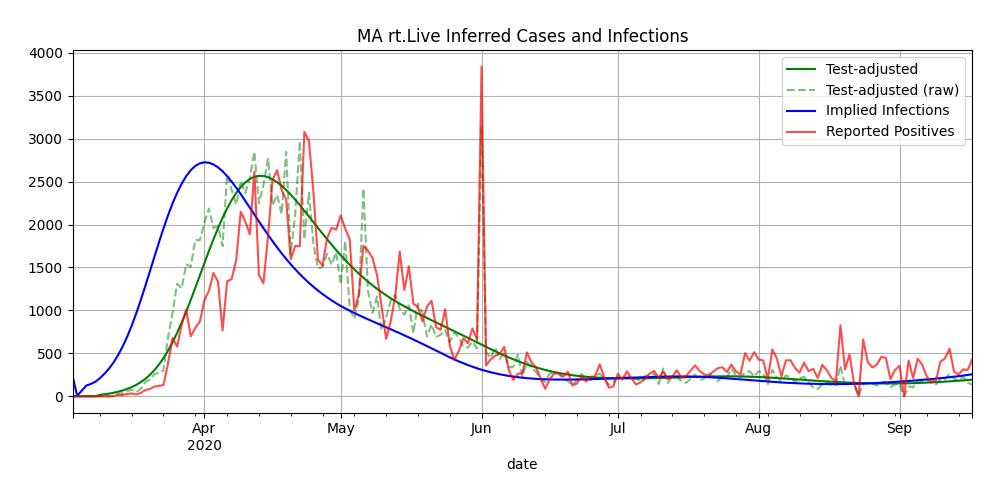 MA rt.Live Inferred Cases and Infections
4000
3500
3000
2500
2000
1500
1000
500
0
Test-adjusted
Test-adjusted (raw)
Implied Infections
Reported Positives
Apr
2020
May
Jun
Jul
Aug
Sep
date